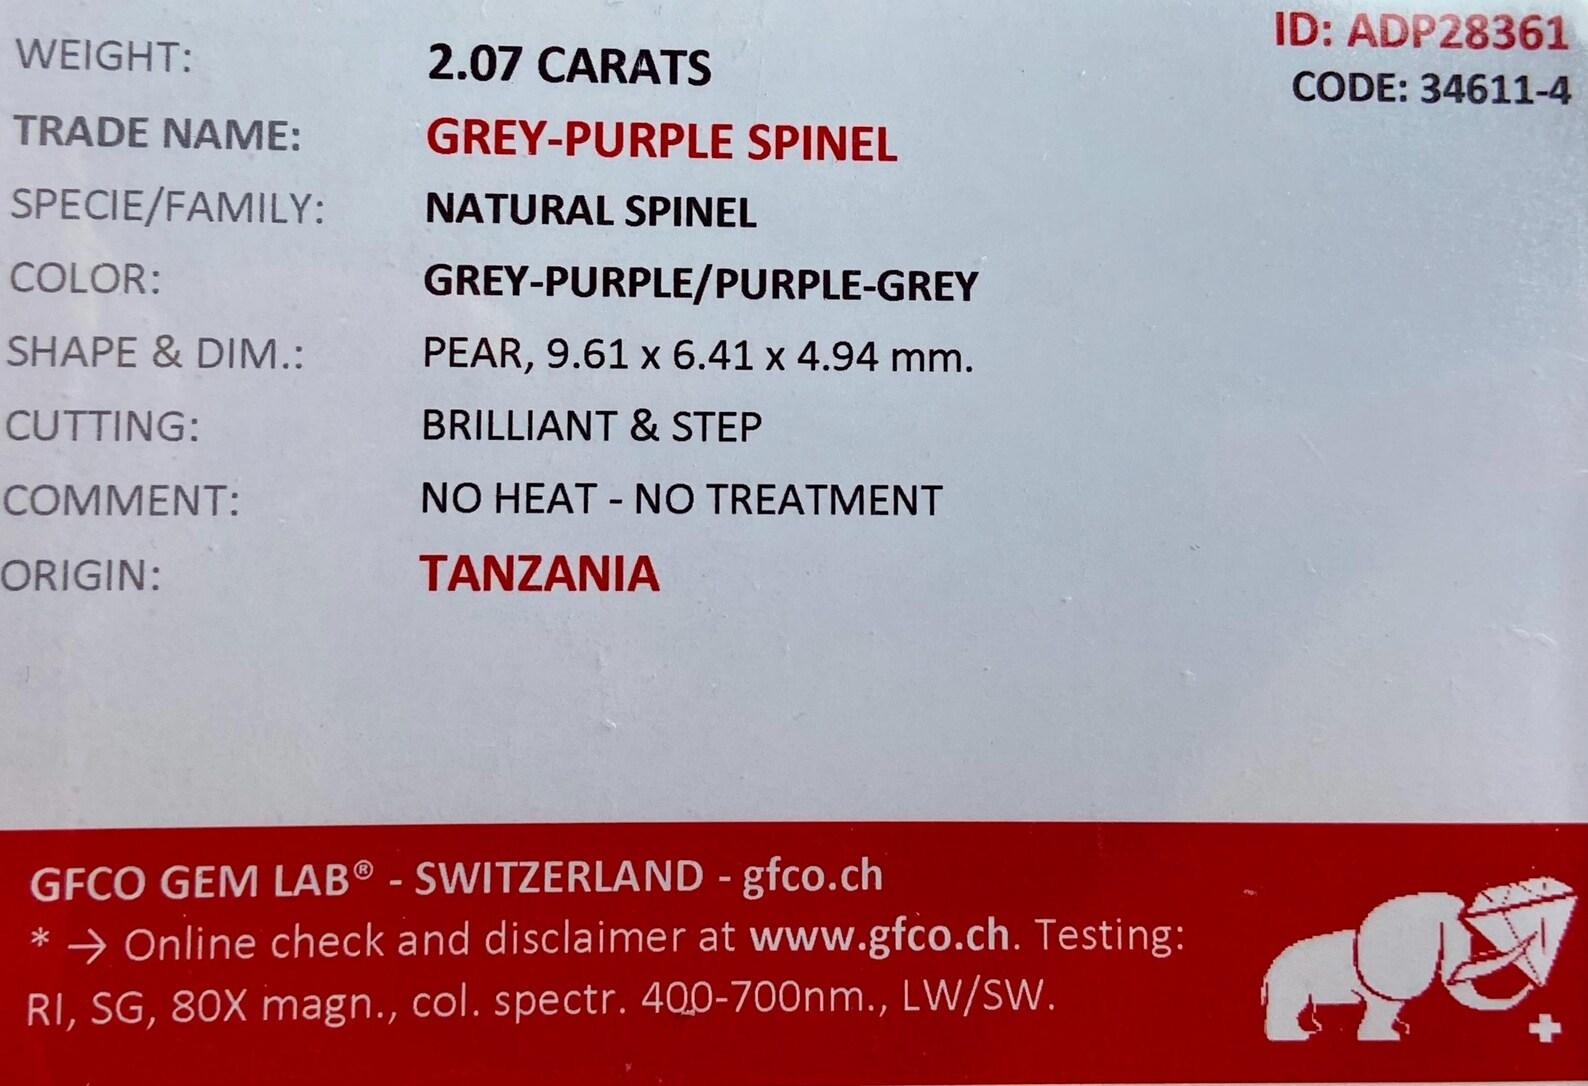 ID: ADP28361
CODE: 34611-4
WEIGHT: 2.07 CARATS
TRADE NAME: GREY-PURPLE SPINEL
SPECIE/FAMILY: NATURAL SPINEL
COLOR: GREY-PURPLE/PURPLE-GREY
SHAPE & DIM.: PEAR, 9.61 x 6.41 x 4.94 mm.
CUTTING: BRILLIANT & STEP
COMMENT: NO HEAT - NO TREATMENT
ORIGIN: TANZANIA
GFCO GEM LAB® - SWITZERLAND - gfco.ch
* → Online check and disclaimer at www.gfco.ch. Testing:
RI, SG, 80X magn., col. spectr. 400-700nm., LW/SW.